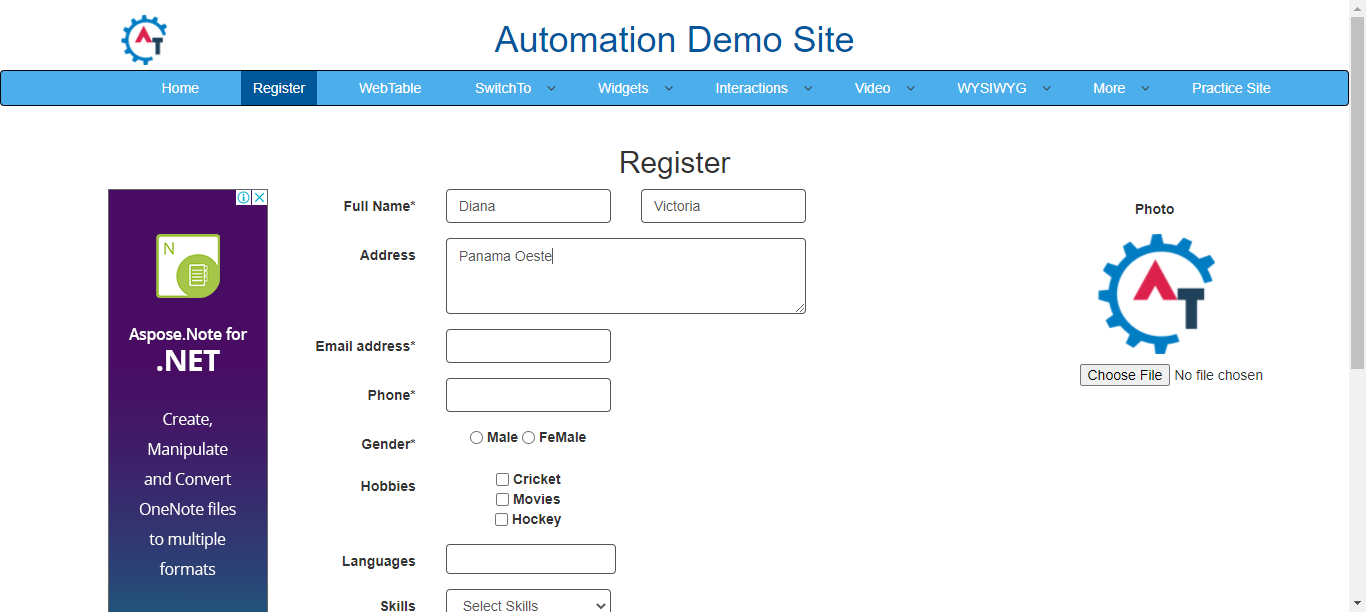 AT
Automation Demo Site
Home Register WebTable SwitchTo Widgets Interactions Video WYSIWYG More Practice Site
Register
Full Name* Diana Victoria
Address Panama Oeste
Email address*
Phone*
Gender* Male FeMale
Hobbies Cricket
Movies
Hockey
Languages
Skills Select Skills
Photo
AT
Choose File No file chosen
N
Aspose.Note for
.NET
Create,
Manipulate
and Convert
OneNote files
to multiple
formats